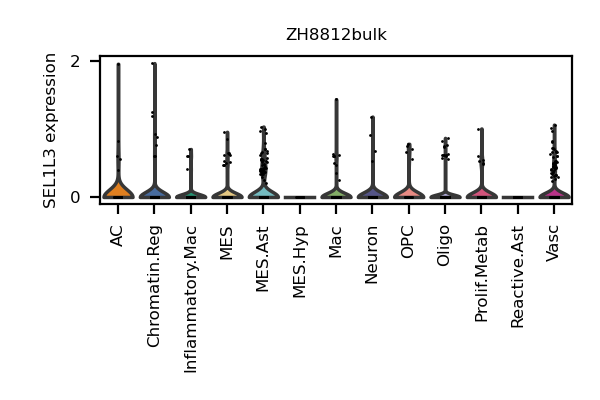 ZH8812bulk
SEL1L3 expression
2
0
AC
Chromatin.Reg
Inflammatory.Mac
MES
MES.Ast
MES.Hyp
Mac
Neuron
OPC
Oligo
Prolif.Metab
Reactive.Ast
Vasc